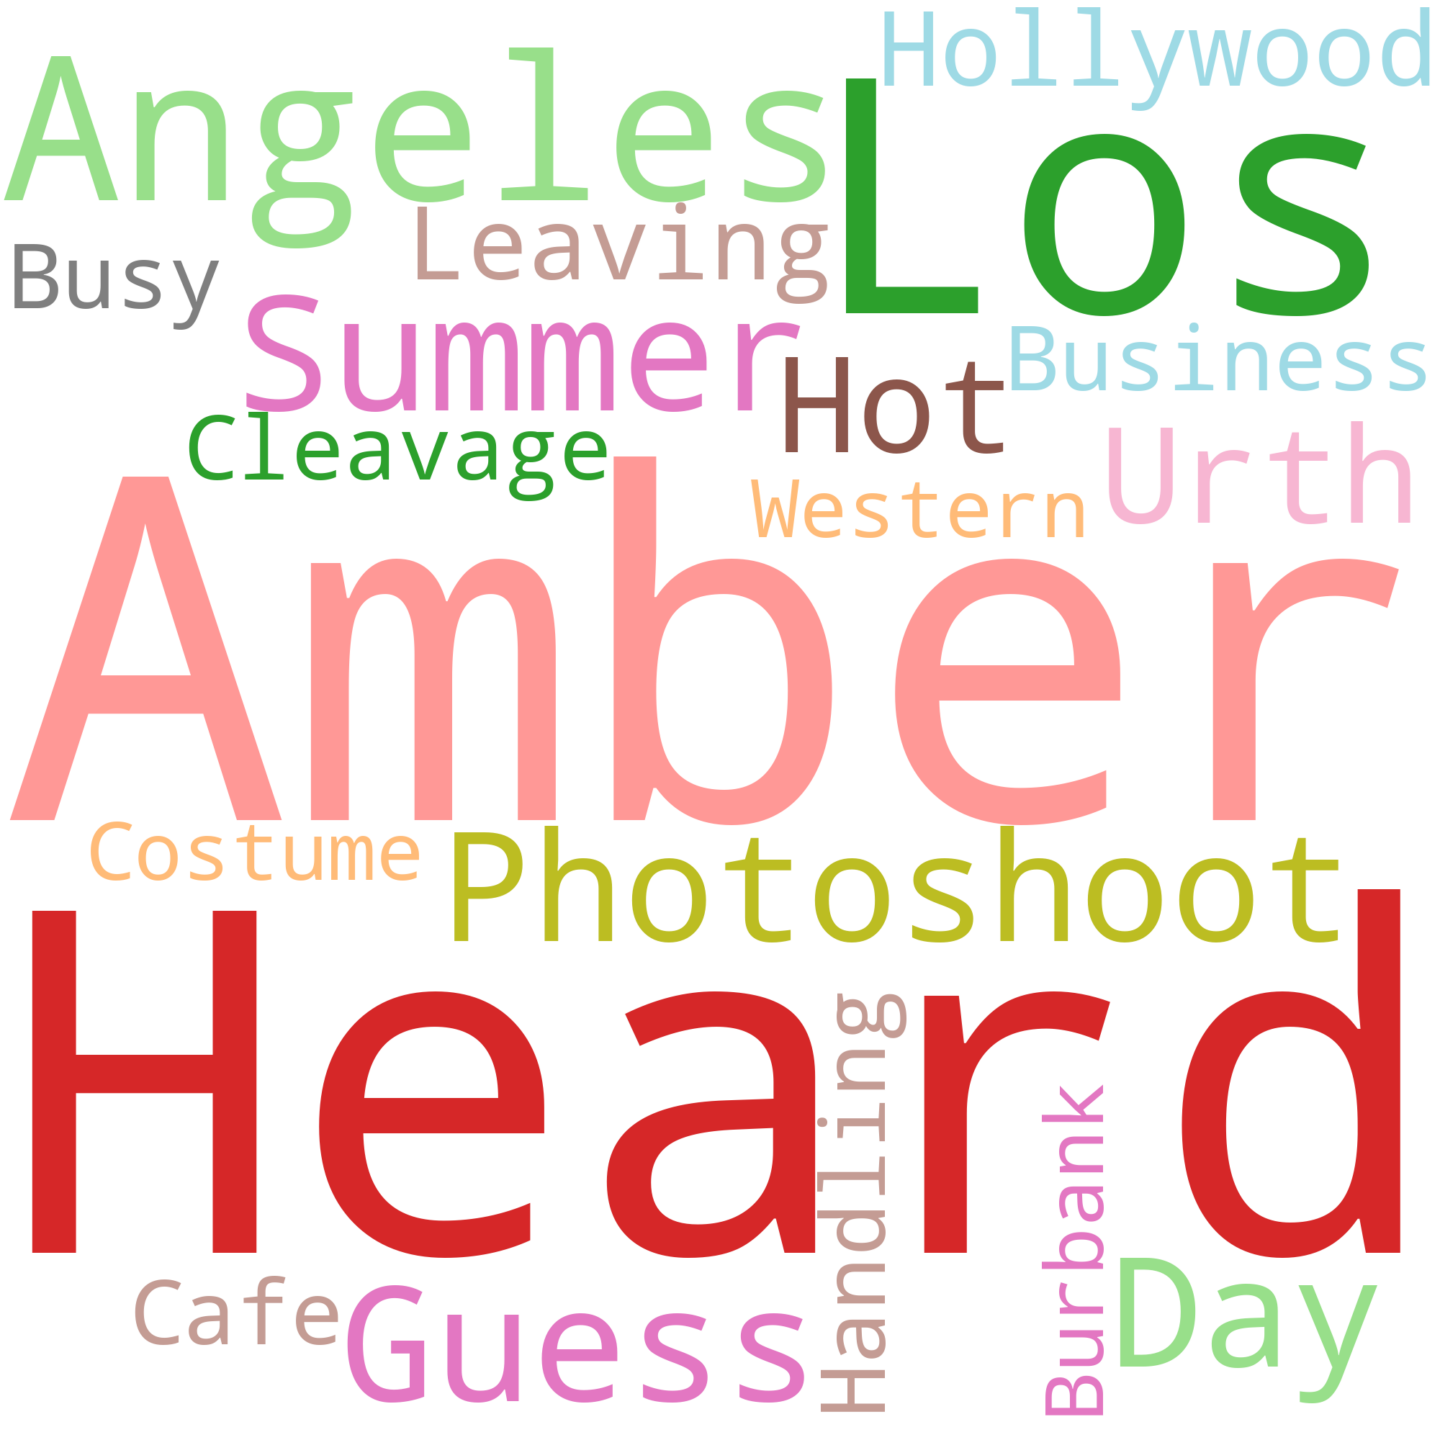 Hollywood
Angeles
Los
Leaving
Busy
Summer
Business
Hot
Cleavage
Urth
Western
Amber
Costume
Photoshoot
Heard
Handling
Burbank
Cafe
Guess
Day